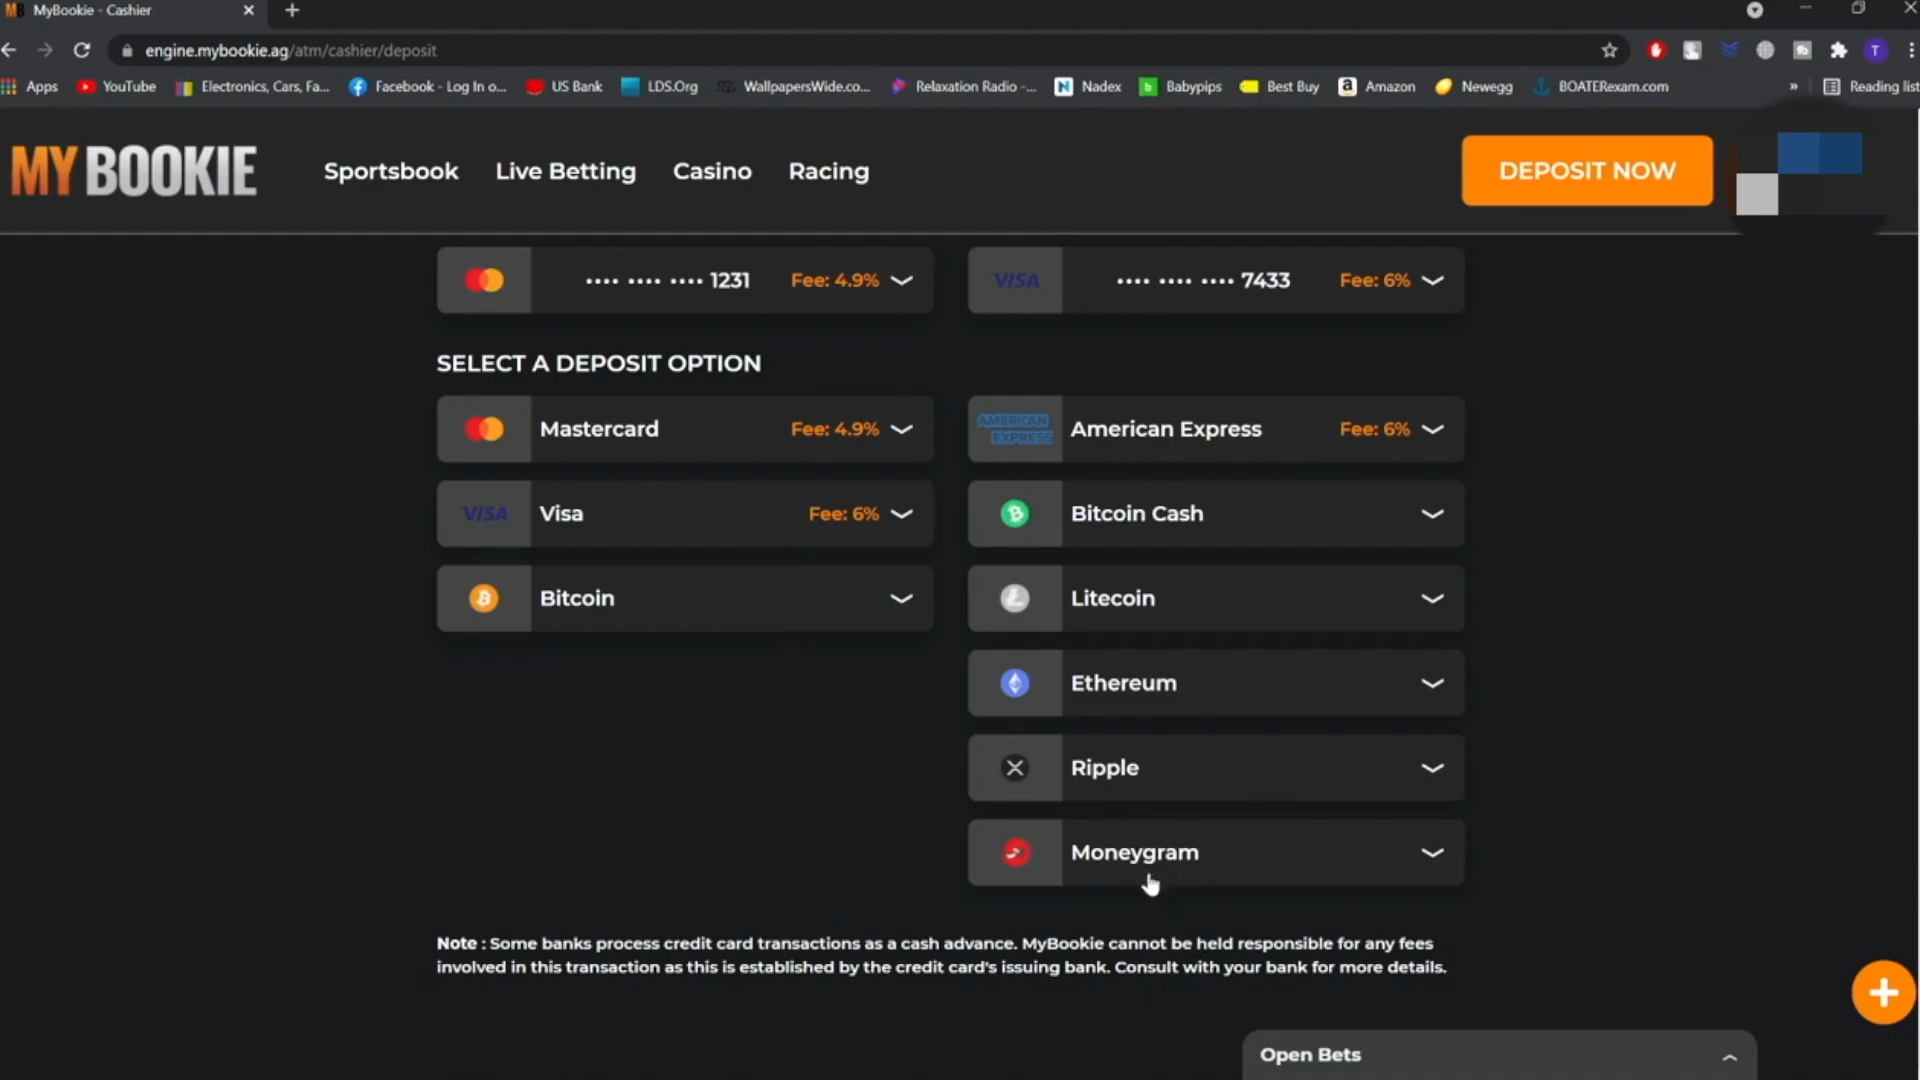 MyBookie - Cashier
engine.mybookie.ag/atm/cashier/deposit
T
Apps YouTube Electronics, Cars, Fa... Facebook - Log In o... US Bank LDS.Org WallpapersWide.co... Relaxation Radio -... Nadex Babypips Best Buy Amazon Newegg BOATERexam.com » Reading list
MY BOOKIE Sportsbook Live Betting Casino Racing DEPOSIT NOW
•••• •••• •••• 1231 Fee: 4.9%
VISA •••• •••• •••• 7433 Fee: 6%
SELECT A DEPOSIT OPTION
Mastercard Fee: 4.9%
AMERICAN EXPRESS American Express Fee: 6%
VISA Visa Fee: 6%
Bitcoin Cash
Bitcoin
Litecoin
Ethereum
Ripple
Moneygram
Note : Some banks process credit card transactions as a cash advance. MyBookie cannot be held responsible for any fees
involved in this transaction as this is established by the credit card's issuing bank. Consult with your bank for more details.
Open Bets